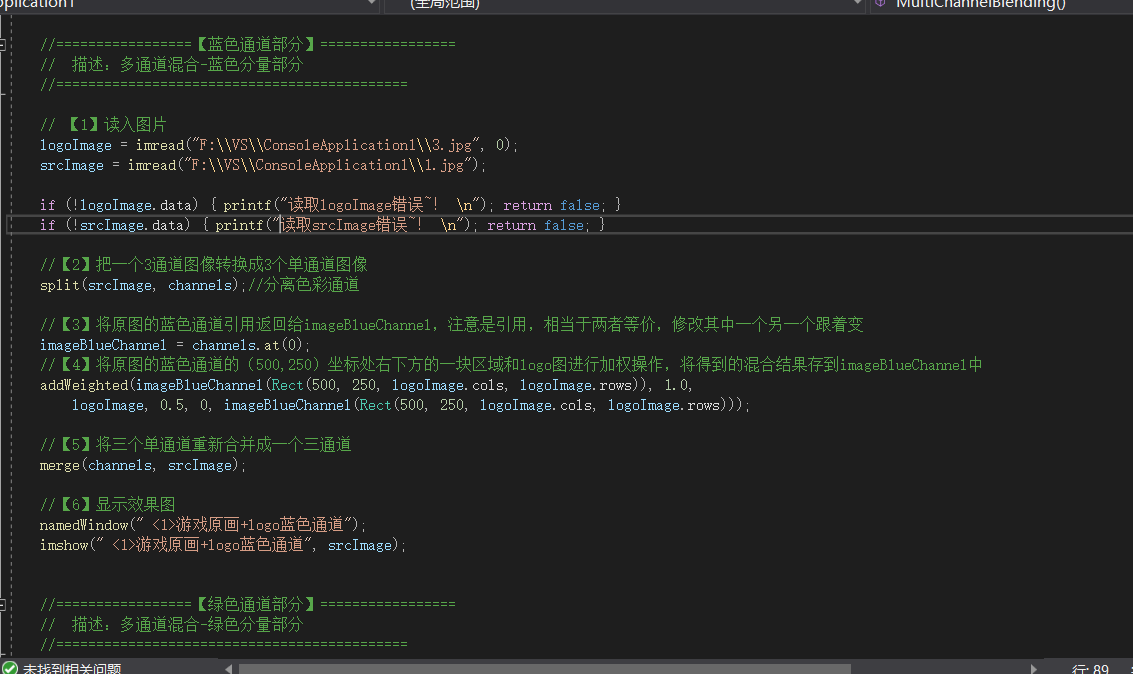 pplication1 (全局范围) MultiChannelBlending()
//=================【蓝色通道部分】=================
// 描述：多通道混合-蓝色分量部分
//============================================
// 【1】读入图片
logoImage = imread("F:\\VS\\ConsoleApplication1\\3.jpg", 0);
srcImage = imread("F:\\VS\\ConsoleApplication1\\1.jpg");
if (!logoImage.data) { printf("读取logoImage错误~！ \n"); return false; }
if (!srcImage.data) { printf("读取srcImage错误~！ \n"); return false; }
//【2】把一个3通道图像转换成3个单通道图像
split(srcImage, channels);//分离色彩通道
//【3】将原图的蓝色通道引用返回给imageBlueChannel，注意是引用，相当于两者等价，修改其中一个另一个跟着变
imageBlueChannel = channels.at(0);
//【4】将原图的蓝色通道的（500,250）坐标处右下方的一块区域和logo图进行加权操作，将得到的混合结果存到imageBlueChannel中
addWeighted(imageBlueChannel(Rect(500, 250, logoImage.cols, logoImage.rows)), 1.0,
logoImage, 0.5, 0, imageBlueChannel(Rect(500, 250, logoImage.cols, logoImage.rows)));
//【5】将三个单通道重新合并成一个三通道
merge(channels, srcImage);
//【6】显示效果图
namedWindow(" <1>游戏原画+logo蓝色通道");
imshow(" <1>游戏原画+logo蓝色通道", srcImage);
//=================【绿色通道部分】=================
// 描述：多通道混合-绿色分量部分
//============================================
未找到相关问题 行: 89